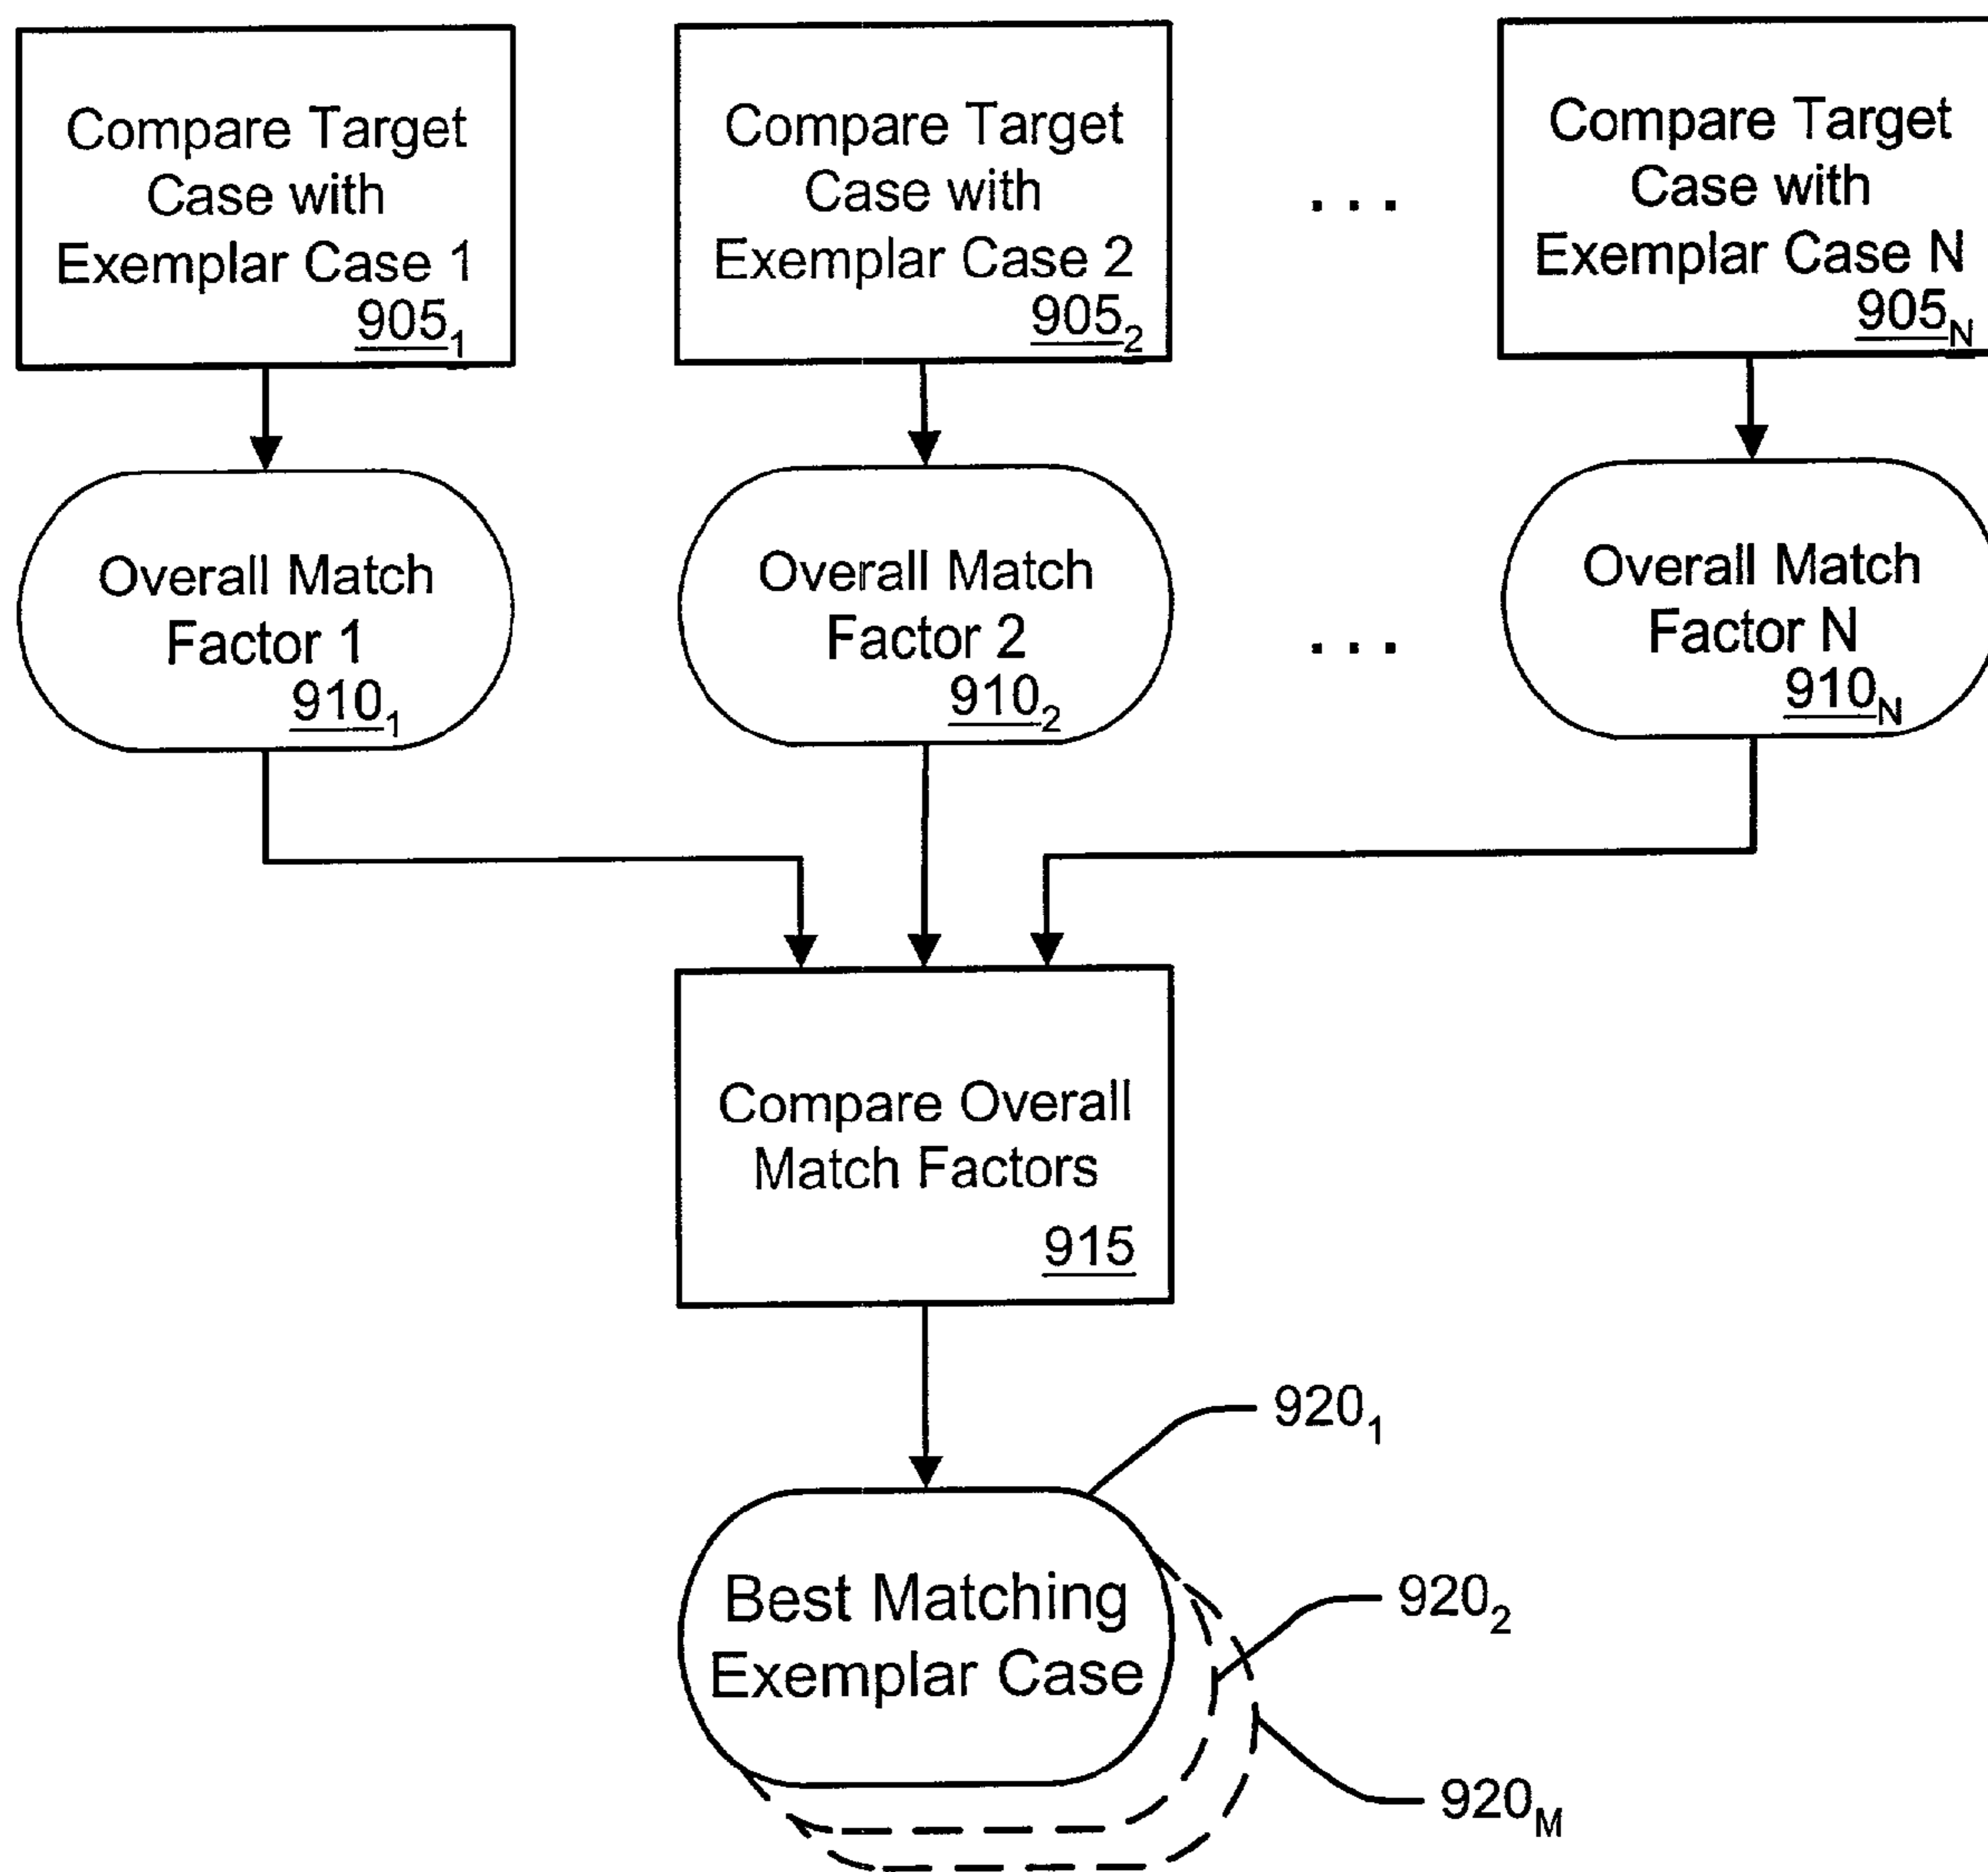 Compare Target
Case with
Exemplar Case 1
905₁
Compare Target
Case with
Exemplar Case 2
905₂
...
Compare Target
Case with
Exemplar Case N
905N
Overall Match
Factor 1
910₁
Overall Match
Factor 2
910₂
...
Overall Match
Factor N
910N
Compare Overall
Match Factors
915
920₁
Best Matching
Exemplar Case
920₂
920M